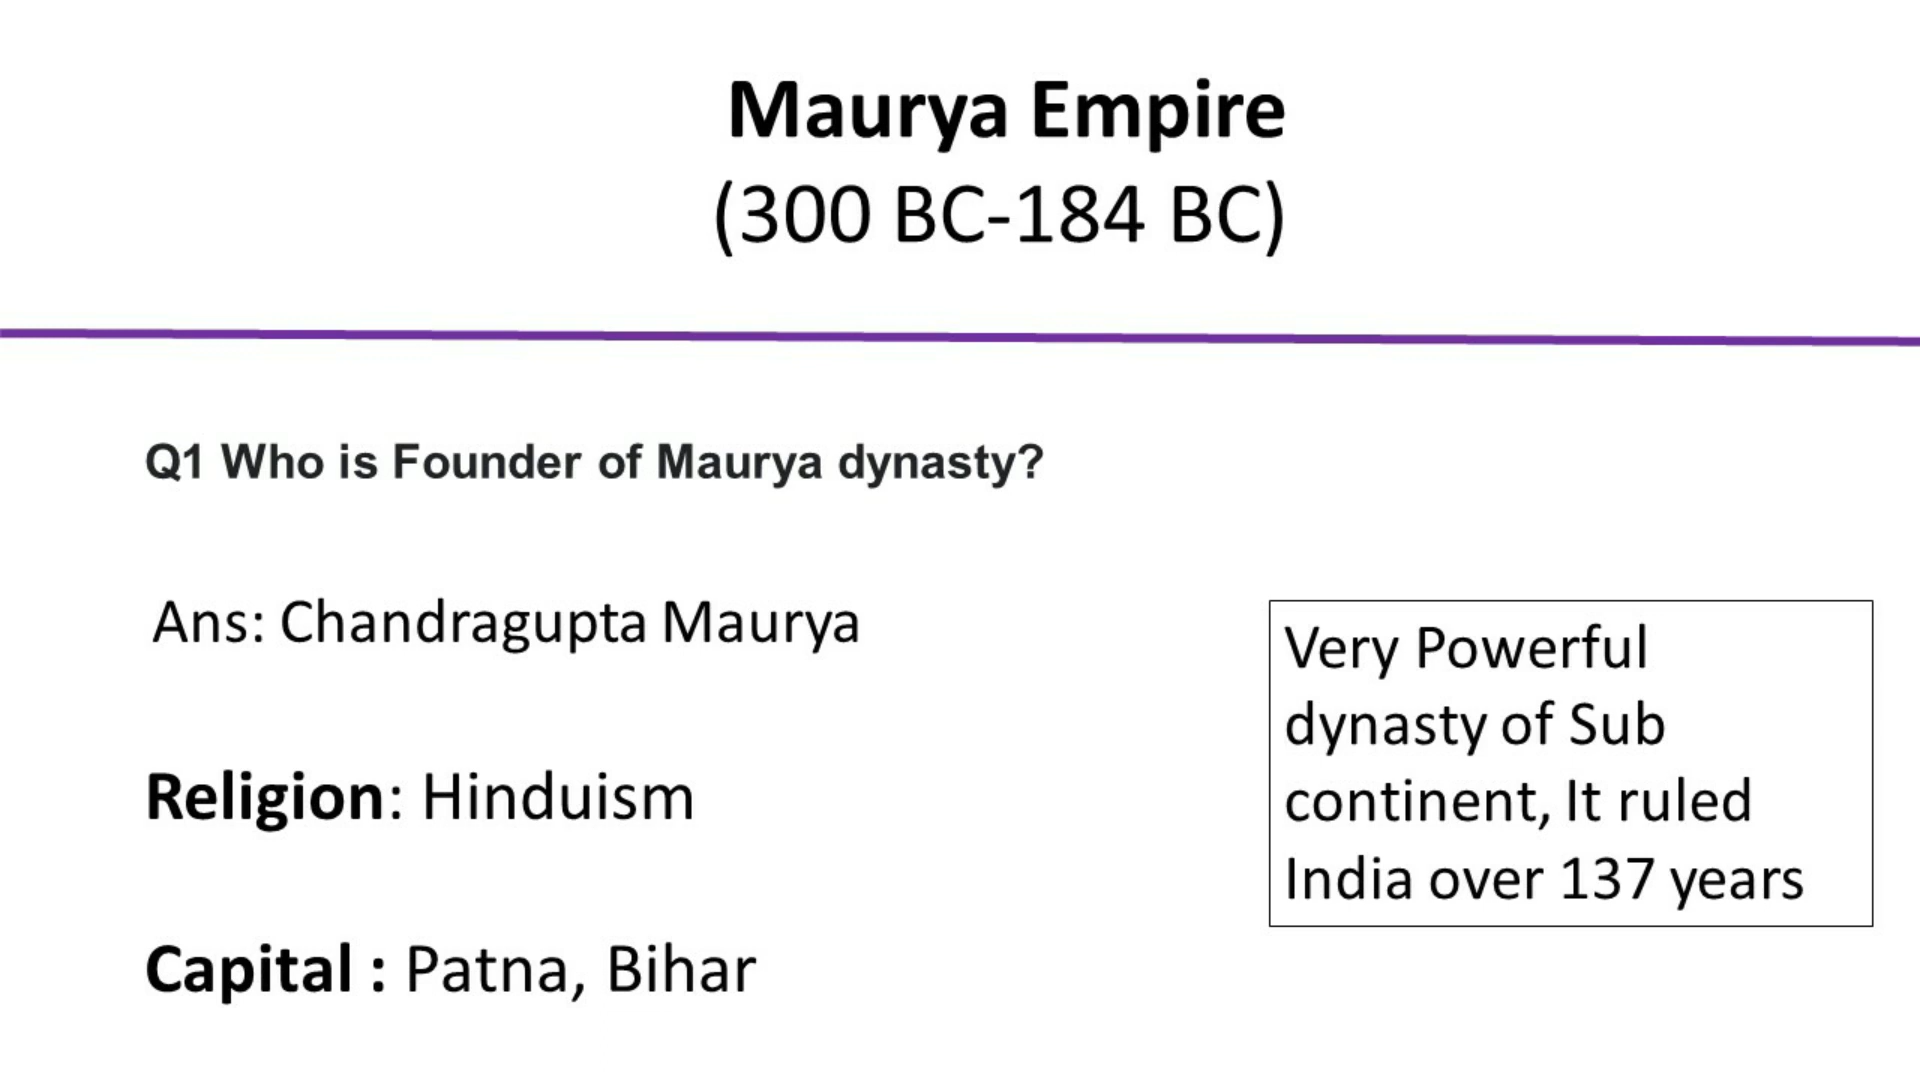 Maurya Empire
(300 BC-184 BC)
Q1 Who is Founder of Maurya dynasty?
Ans: Chandragupta Maurya
Religion: Hinduism
Capital : Patna, Bihar
Very Powerful
dynasty of Sub
continent, It ruled
India over 137 years